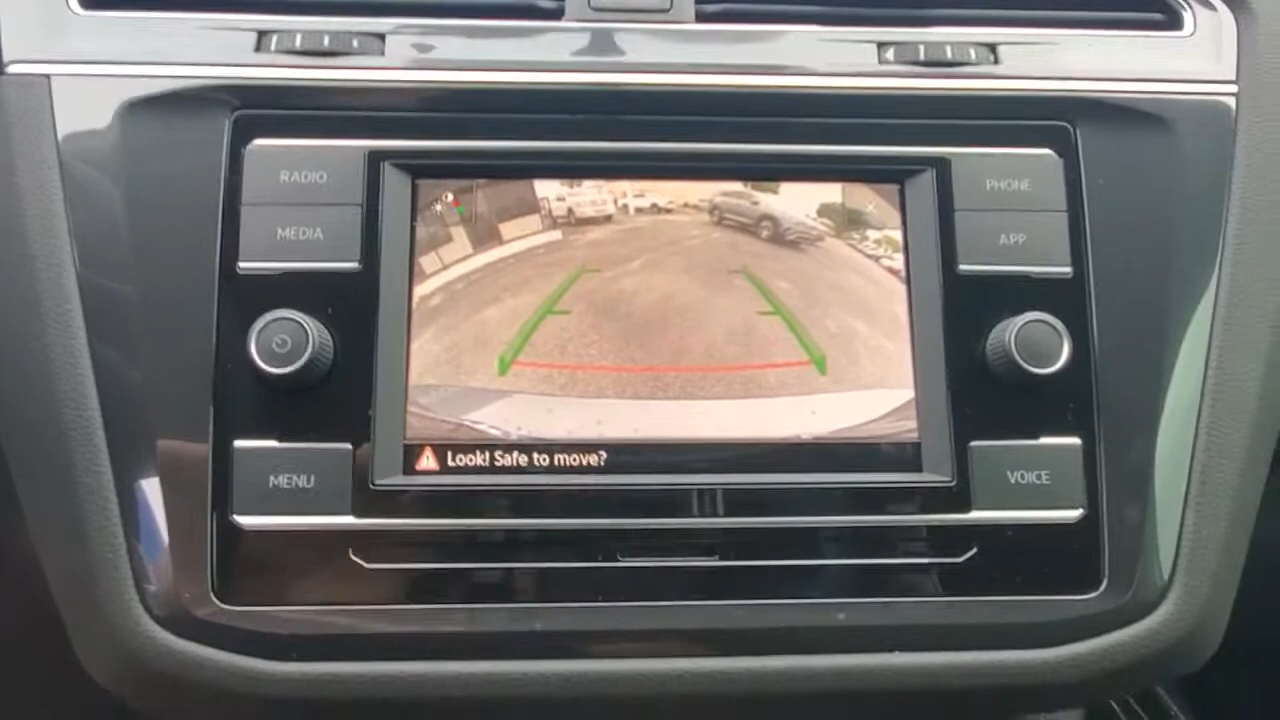 RADIO
PHONE
MEDIA
APP
Look! Safe to move?
MENU
VOICE